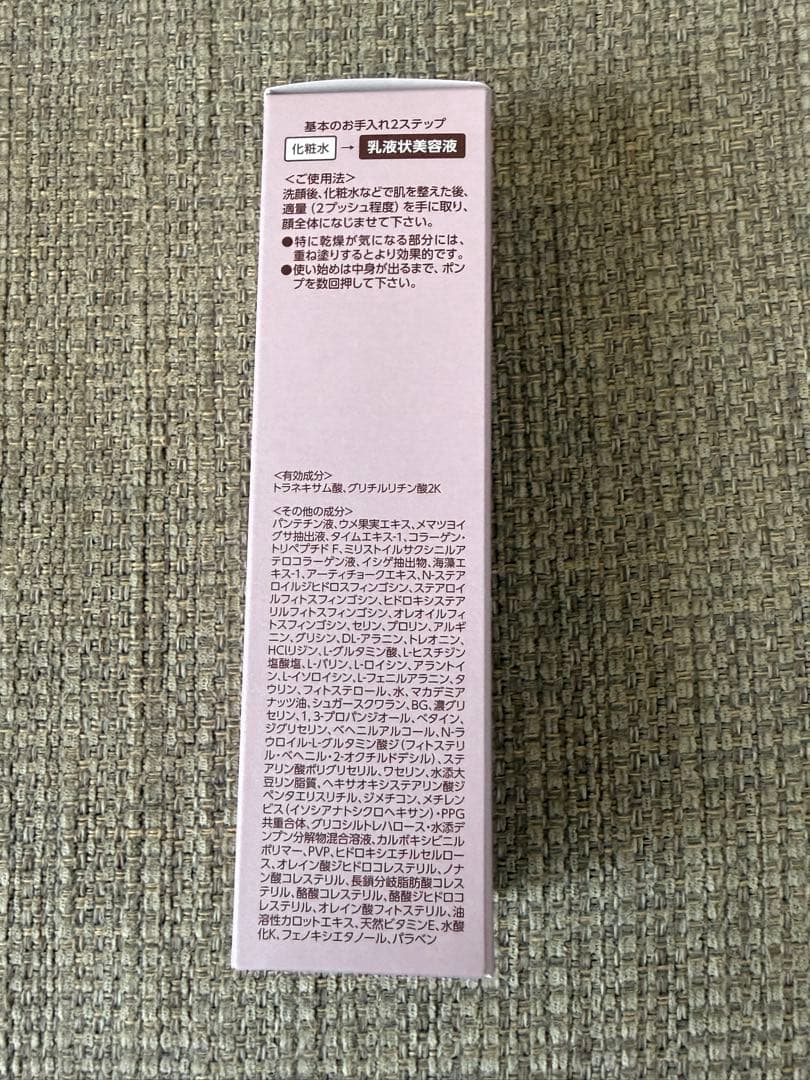 基本のお手入れ2ステップ
化粧水 → 乳液状美容液
<ご使用法>
洗顔後、化粧水などで肌を整えた後、
適量(2プッシュ程度)を手に取り、
顔全体になじませて下さい。
●特に乾燥が気になる部分には、
重ね塗りするとより効果的です。
●使い始めは中身が出るまで、ポン
プを数回押して下さい。
<有効成分>
トラネキサム酸、グリチルリチン酸2K
<その他の成分>
パンテチン液、ウメ果実エキス、メマツヨイ
グサ抽出液、タイムエキス-1、コラーゲン・
トリペプチド F、ミリストイルサクシニルア
テロコラーゲン液、イシゲ抽出物、海藻エ
キス-1、アーティチョークエキス、N-ステア
ロイルジヒドロスフィンゴシン、ステアロイ
ルフィトスフィンゴシン、ヒドロキシステア
リルフィトスフィンゴシン、オレオイルフィ
トスフィンゴシン、セリン、プロリン、アルギ
ニン、グリシン、DL-アラニン、トレオニン、
HClリジン、L-グルタミン酸、L-ヒスチジン
塩酸塩、L-バリン、L-ロイシン、アラントイ
ン、L-イソロイシン、L-フェニルアラニン、タ
ウリン、フィトステロール、水、マカデミア
ナッツ油、シュガースクワラン、BG、濃グリ
セリン、1,3-プロパンジオール、ベタイン、
ジグリセリン、ベヘニルアルコール、N-ラ
ウロイル-L-グルタミン酸ジ(フィトステリ
ル・ベヘニル・2-オクチルドデシル)、ステ
アリン酸ポリグリセリル、ワセリン、水添大
豆リン脂質、ヘキサオキシステアリン酸ジ
ペンタエリスリチル、ジメチコン、メチレン
ビス(イソシアナトシクロヘキサン)・PPG
共重合体、グリコシルトレハロース・水添デ
ンプン分解物混合溶液、カルボキシビニル
ポリマー、PVP、ヒドロキシエチルセルロー
ス、オレイン酸ジヒドロコレステリル、ノナ
ン酸コレステリル、長鎖分岐脂肪酸コレス
テリル、酪酸コレステリル、酪酸ジヒドロコ
レステリル、オレイン酸フィトステリル、油
溶性カロットエキス、天然ビタミンE、水酸
化K、フェノキシエタノール、パラベン